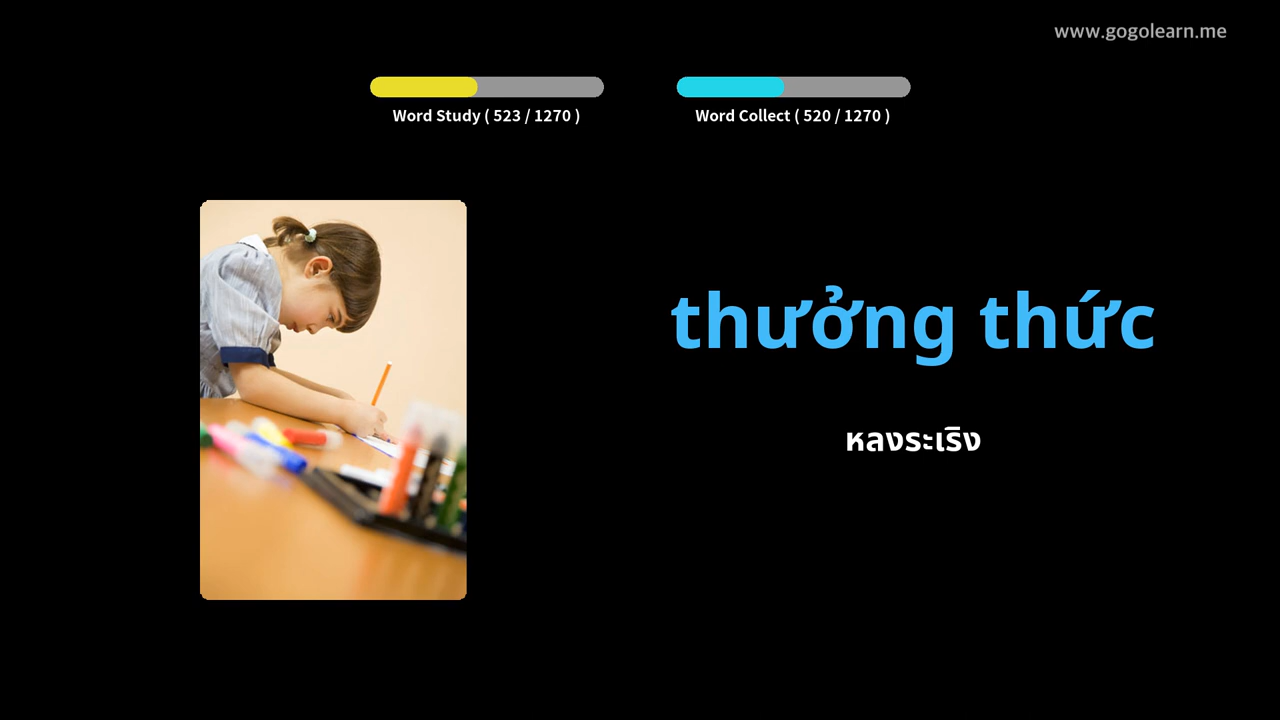 www.gogolearn.me
Word Study ( 523 / 1270 )
Word Collect ( 520 / 1270 )
thưởng thức
หลงระเริง